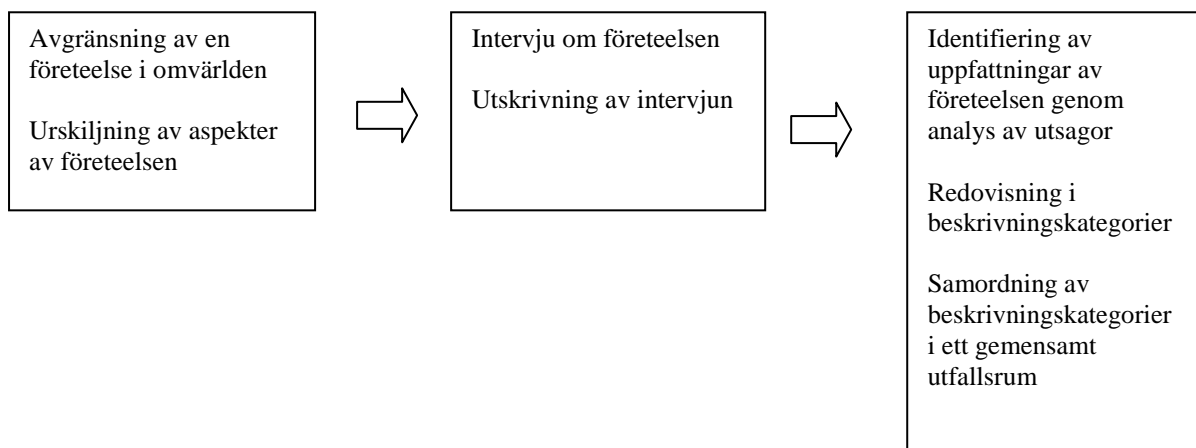 Avgränsning av en
företeelse i omvärlden
Urskiljning av aspekter
av företeelsen
Intervju om företeelsen
Utskrivning av intervjun
Identifiering av
uppfattningar av
företeelsen genom
analys av utsagor
Redovisning i
beskrivningskategorier
Samordning av
beskrivningskategorier
i ett gemensamt
utfallsrum